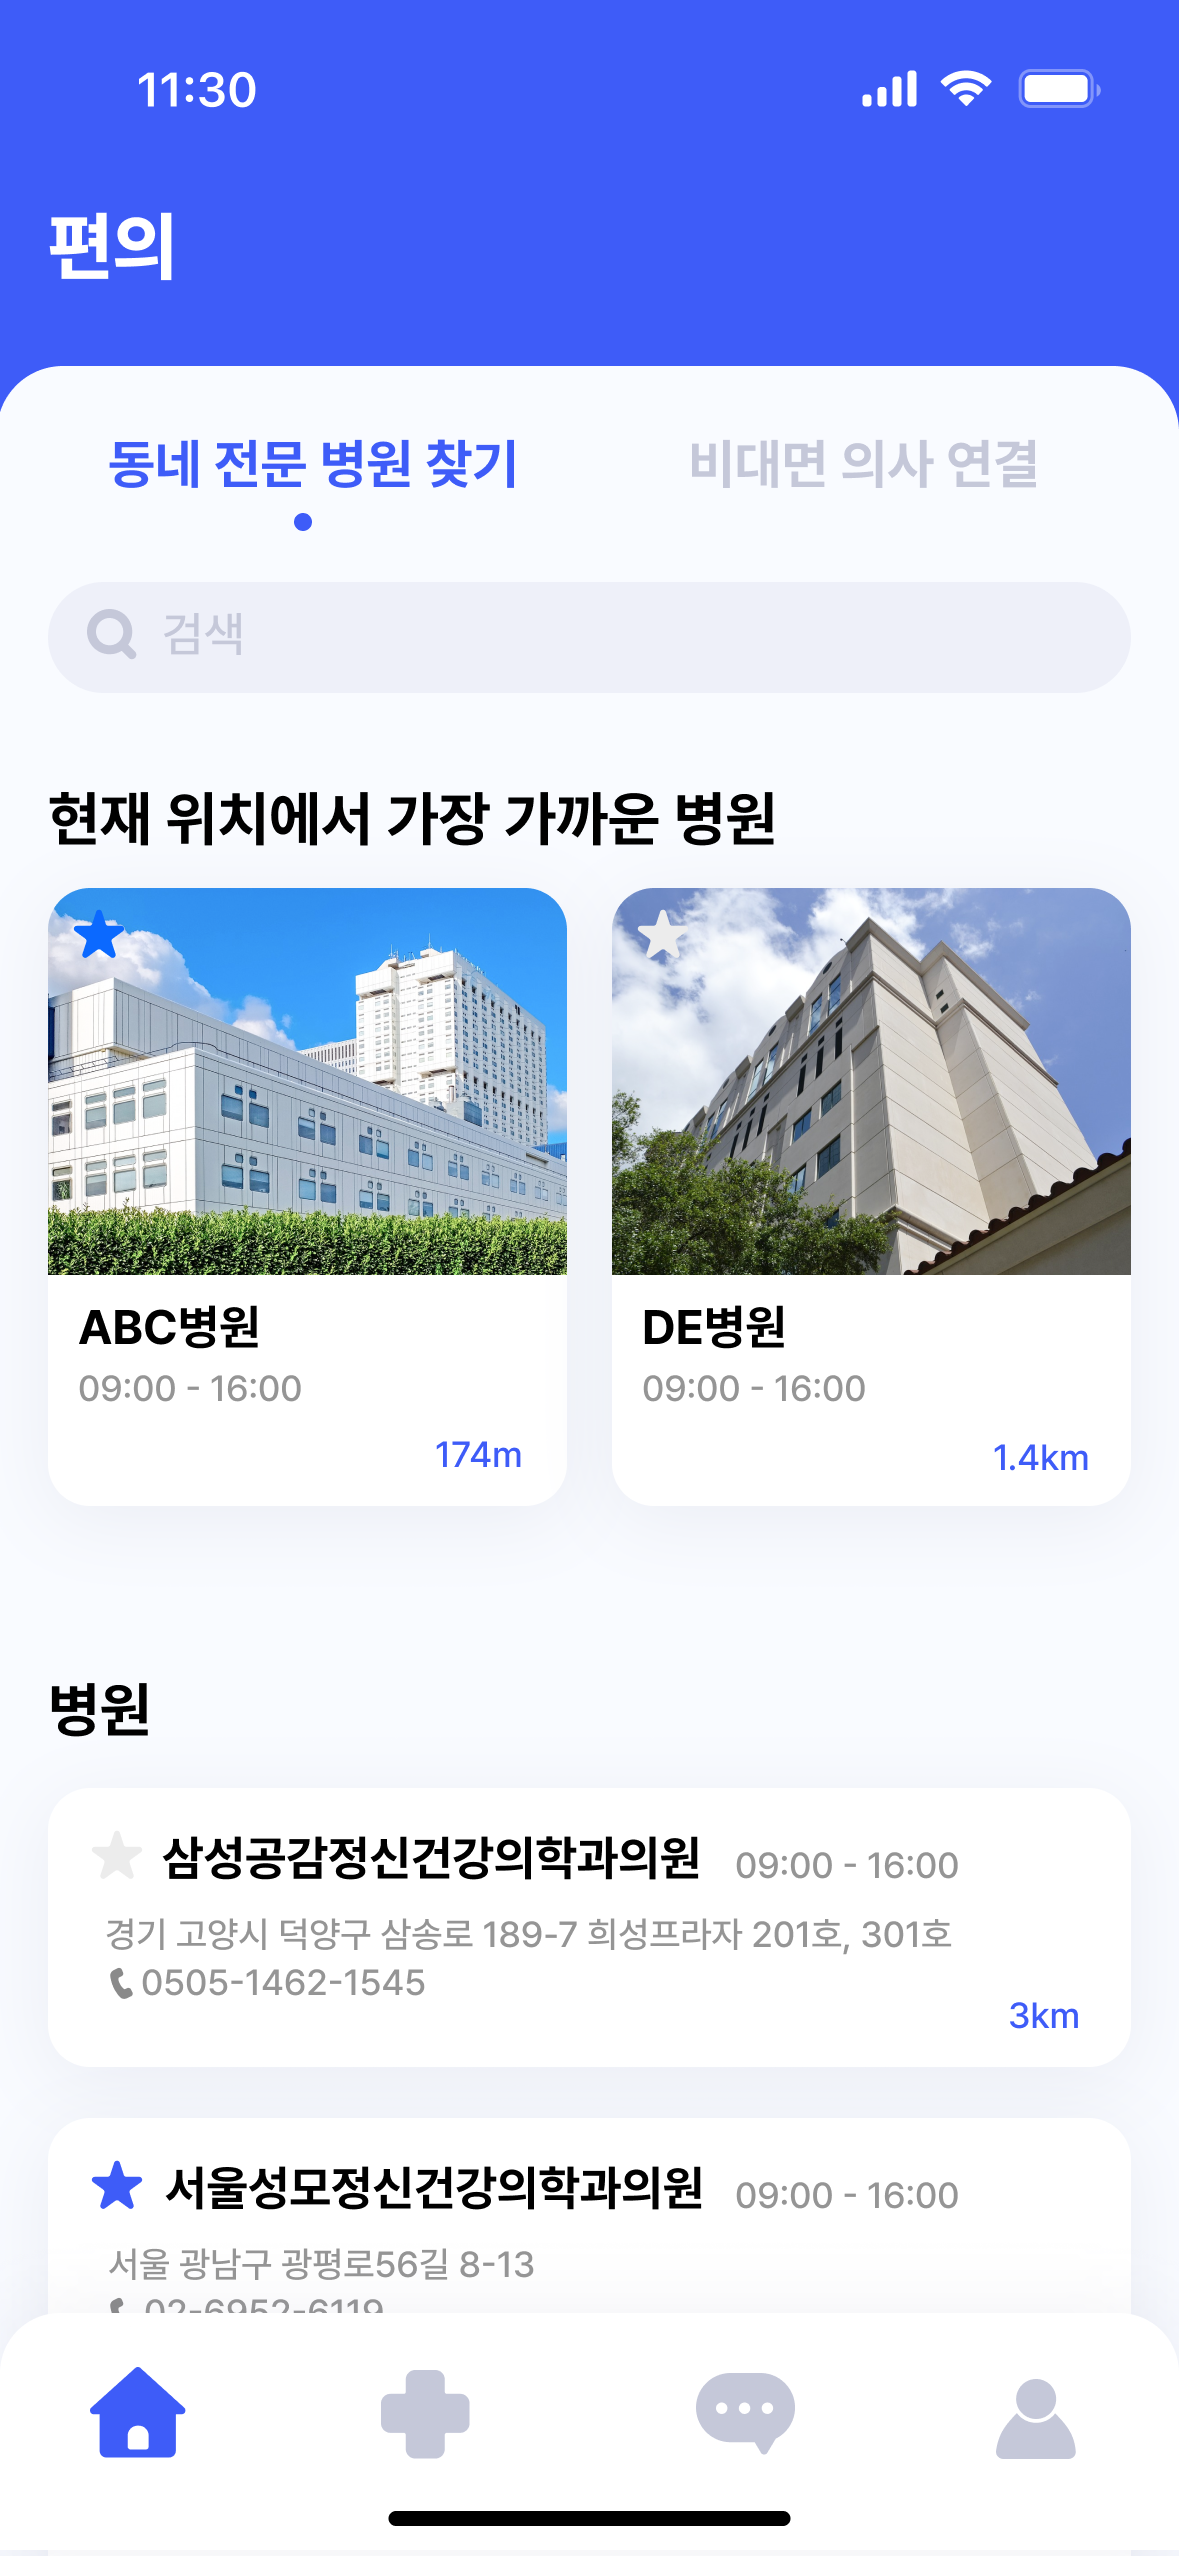 11:30
편의
동네 전문 병원 찾기
비대면 의사 연결
검색
현재 위치에서 가장 가까운 병원
ABC병원
09:00 - 16:00
174m
DE병원
09:00 - 16:00
1.4km
병원
삼성공감정신건강의학과의원 09:00 - 16:00
경기 고양시 덕양구 삼송로 189-7 희성프라자 201호, 301호
0505-1462-1545
3km
서울성모정신건강의학과의원 09:00 - 16:00
서울 광남구 광평로56길 8-13
02-6952-6119